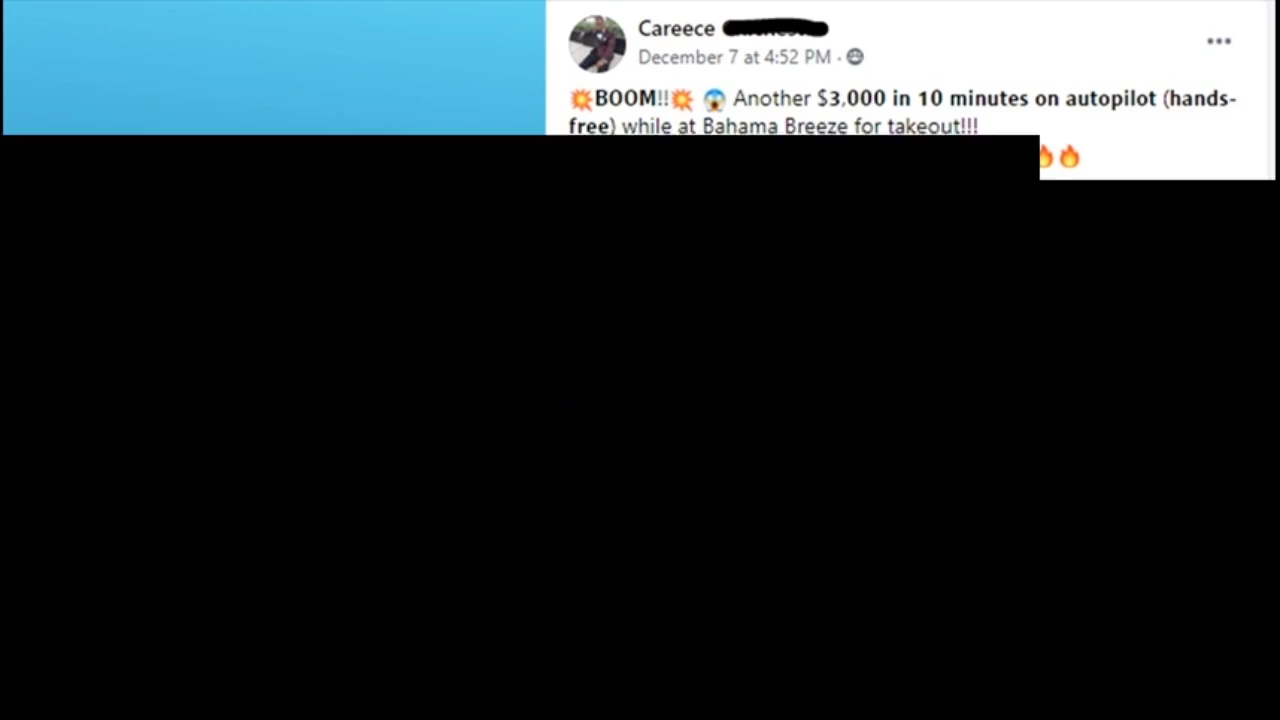 Careece
December 7 at 4:52 PM ·
💥BOOM!!💥 😱 Another $3,000 in 10 minutes on autopilot (hands-
free) while at Bahama Breeze for takeout!!!
🔥🔥